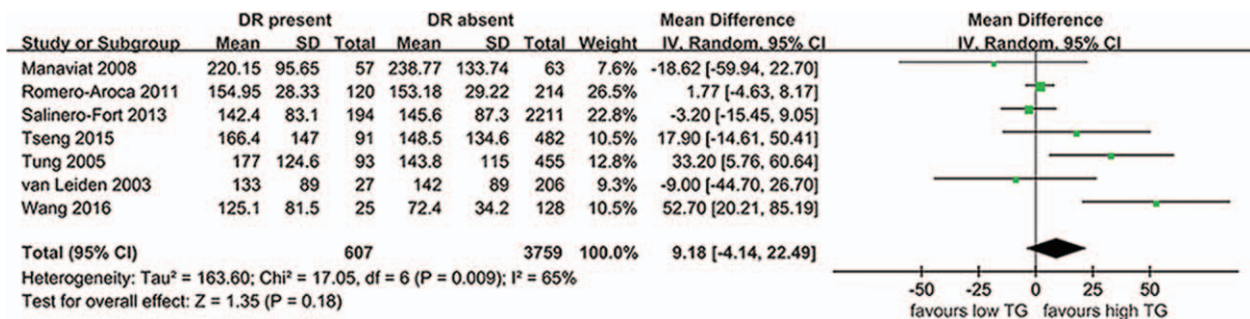 DR present DR absent Mean Difference Mean Difference
Study or Subgroup Mean SD Total Mean SD Total Weight IV, Random, 95% CI IV, Random, 95% CI
Manaviat 2008 220.15 95.65 57 238.77 133.74 63 7.6% -18.62 [-59.94, 22.70]
Romero-Aroca 2011 154.95 28.33 120 153.18 29.22 214 26.5% 1.77 [-4.63, 8.17]
Salinero-Fort 2013 142.4 83.1 194 145.6 87.3 2211 22.8% -3.20 [-15.45, 9.05]
Tseng 2015 166.4 147 91 148.5 134.6 482 10.5% 17.90 [-14.61, 50.41]
Tung 2005 177 124.6 93 143.8 115 455 12.8% 33.20 [5.76, 60.64]
van Leiden 2003 133 89 27 142 89 206 9.3% -9.00 [-44.70, 26.70]
Wang 2016 125.1 81.5 25 72.4 34.2 128 10.5% 52.70 [20.21, 85.19]
Total (95% CI) 607 3759 100.0% 9.18 [-4.14, 22.49]
Heterogeneity: Tau² = 163.60; Chi² = 17.05, df = 6 (P = 0.009); I² = 65%
Test for overall effect: Z = 1.35 (P = 0.18)
-50 -25 0 25 50
favours low TG favours high TG